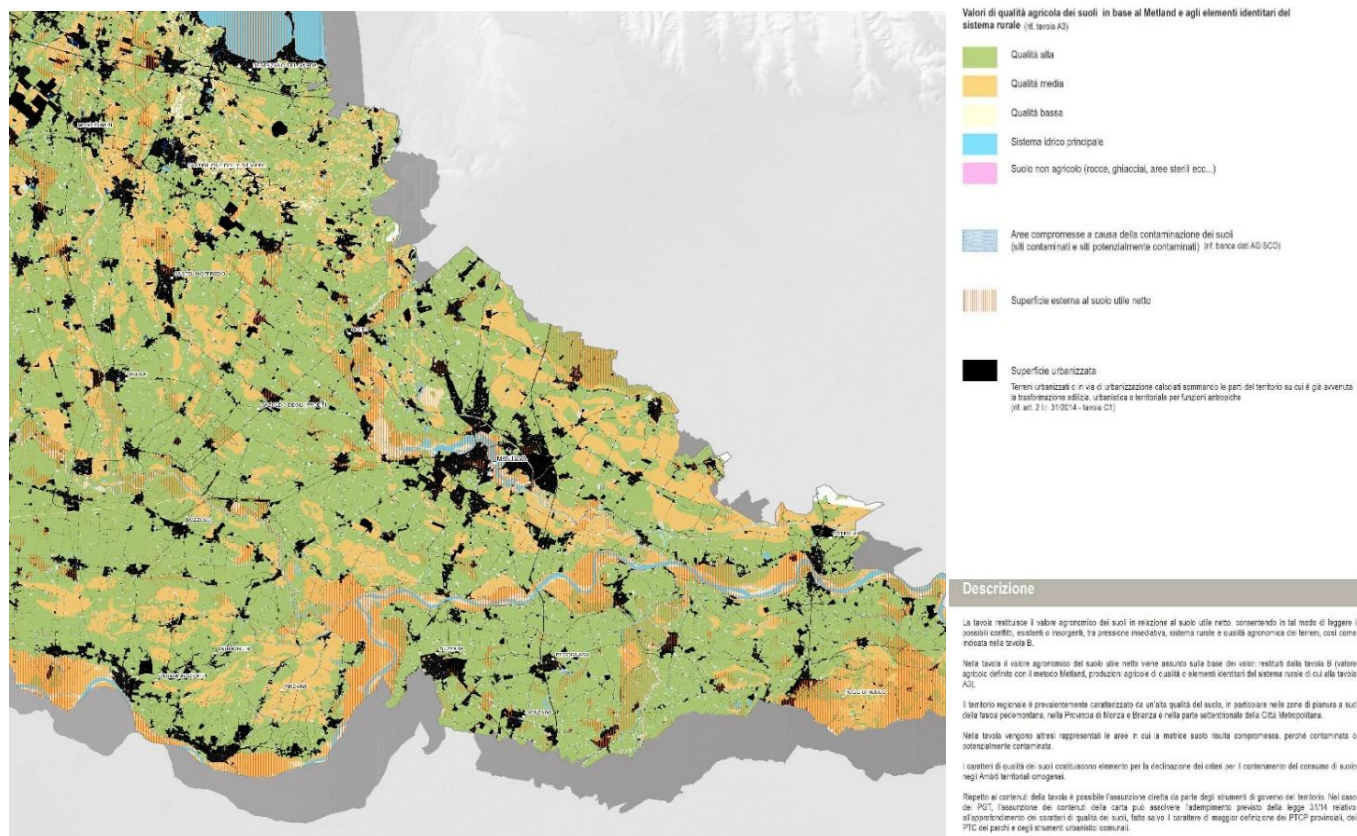 Valori di qualità agricola dei suoli in base al Metland e agli elementi identitari del
sistema rurale (rif. tavola A3)
Qualità alta
Qualità media
Qualità bassa
Sistema idrico principale
Suolo non agricolo (rocce, ghiacciai, aree sterili ecc...)
Aree compromesse a causa della contaminazione dei suoli
(siti contaminati e siti potenzialmente contaminati) (rif. banca dati AGISCO)
Superficie esterna al suolo utile netto
Superficie urbanizzata
Terreni urbanizzati o in via di urbanizzazione calcolati sommando le parti del territorio su cui è già avvenuta
la trasformazione edilizia, urbanistica o territoriale per funzioni antropiche
(rif. art. 2 l.r. 31/2014 - tavola C1)
Descrizione
La tavola restituisce il valore agronomico dei suoli in relazione al suolo utile netto, consentendo in tal modo di leggere i
possibili conflitti, esistenti o insorgenti, tra pressione insediativa, sistema rurale e qualità agronomica dei terreni, così come
indicata nella tavola B.
Nella tavola il valore agronomico del suolo utile netto viene assunto sulla base dei valori restituiti dalla tavola B (valore
agricolo definito con il metodo Metland, produzioni agricole di qualità o elementi identitari del sistema rurale di cui alla tavola
A3).
Il territorio regionale è prevalentemente caratterizzato da un'alta qualità del suolo, in particolare nelle zone di pianura a sud
della fascia pedemontana, nella Provincia di Monza e Brianza e nella parte settentrionale della Città Metropolitana.
Nella tavola vengono altresì rappresentati le aree in cui la matrice suolo risulta compromessa, perché contaminata o
potenzialmente contaminata.
I caratteri di qualità dei suoli costituiscono elemento per la declinazione dei criteri per il contenimento del consumo di suolo
negli Ambiti territoriali omogenei.
Rispetto ai contenuti della tavola è possibile l'assunzione diretta da parte degli strumenti di governo del territorio. Nel caso
dei PGT, l'assunzione dei contenuti della carta può assolvere l'adempimento previsto della legge 31/14 relativo
all'approfondimento dei caratteri di qualità dei suoli, fatto salvo il carattere di maggior definizione dei PTCP provinciali, dei
PTC dei parchi e degli strumenti urbanistici comunali.